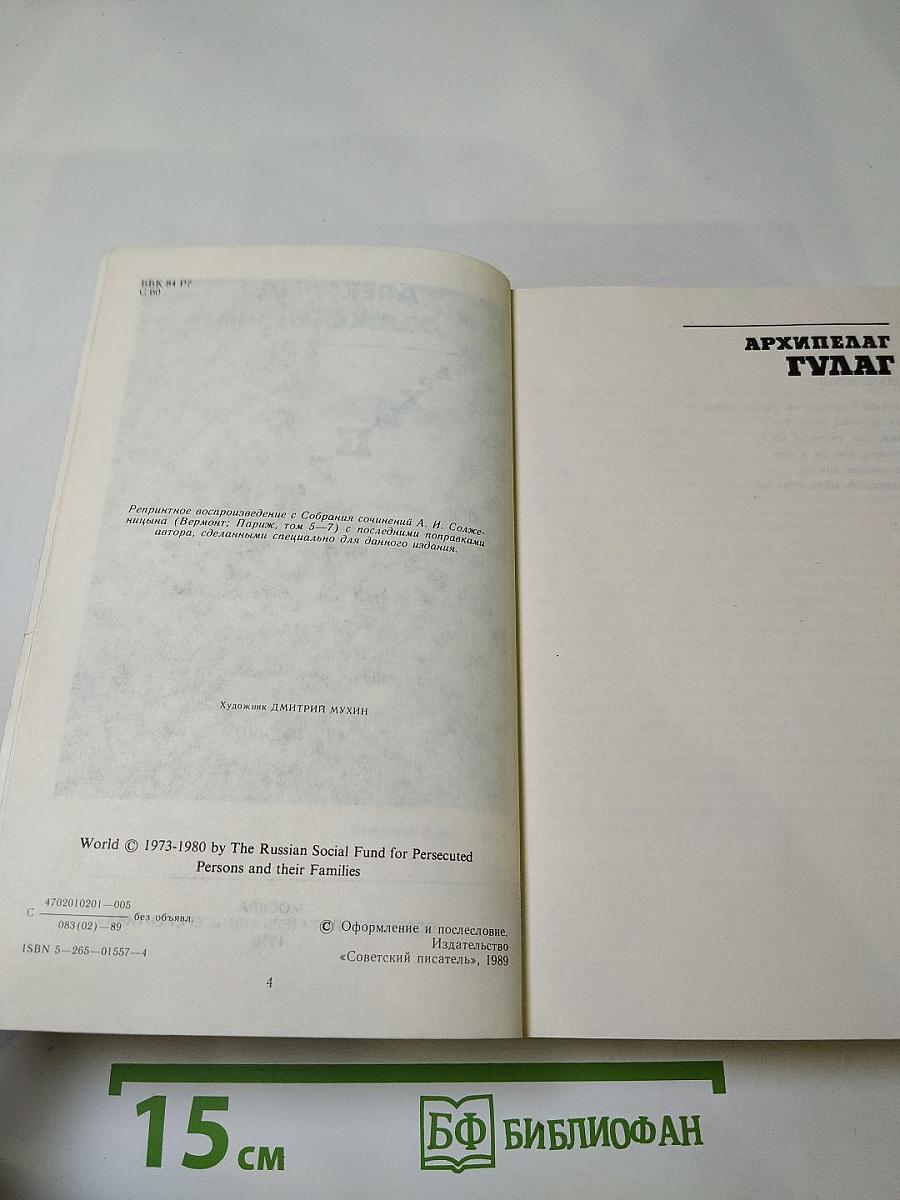 ББК 84 Р7
С 60
Репринтное воспроизведение с Собрания сочинений А. И. Солже-
ницына (Вермонт; Париж, том 5—7) с последними поправками
автора, сделанными специально для данного издания.
Художник ДМИТРИЙ МУХИН
World © 1973-1980 by The Russian Social Fund for Persecuted
Persons and their Families
С 4702010201—005
083(02)—89 без объявл.
ISBN 5—265—01557—4
© Оформление и послесловие.
Издательство
«Советский писатель», 1989
4
АРХИПЕЛАГ
ГУЛАГ
15 см
БФ БИБЛИОФАН